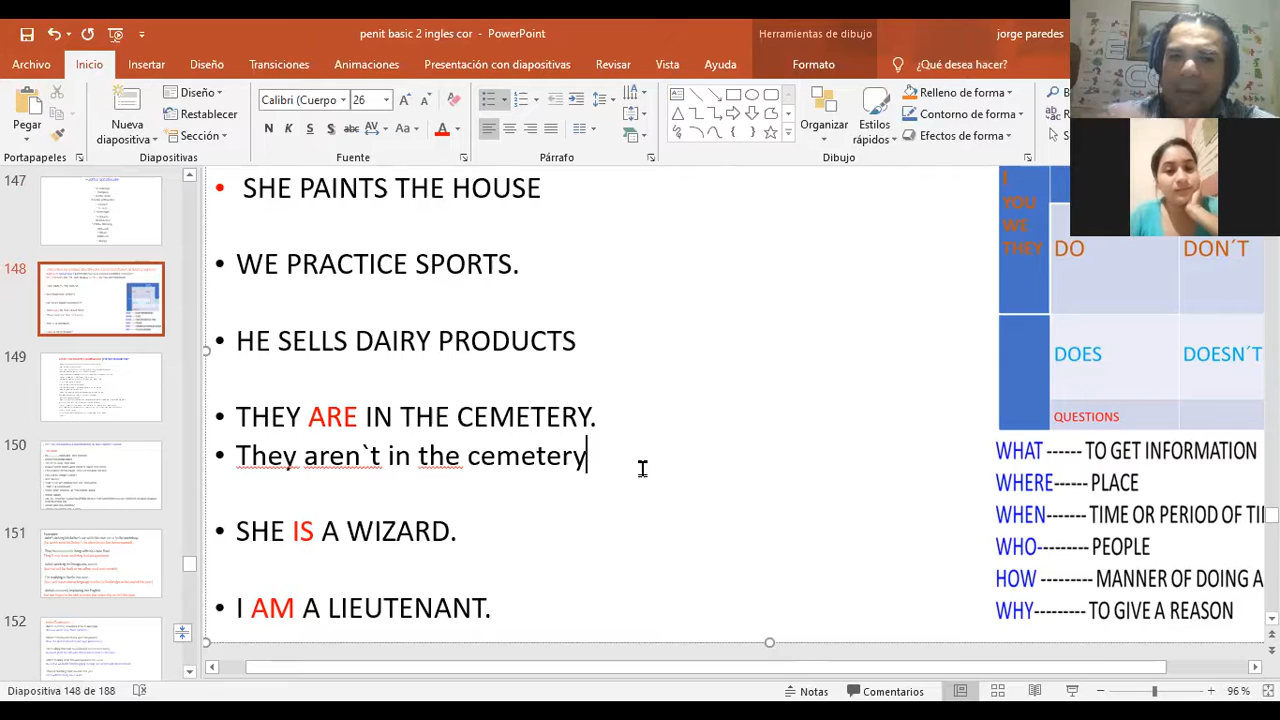 penit basic 2 ingles cor - PowerPoint
Herramientas de dibujo
jorge paredes
Archivo
Inicio
Insertar
Diseño
Transiciones
Animaciones
Presentación con diapositivas
Revisar
Vista
Ayuda
Formato
¿Qué desea hacer?
Pegar
Nueva diapositiva
Diseño
Restablecer
Sección
Calibri (Cuerpo
26
N K S abc AV Aa A
Organizar
Estilos rápidos
Relleno de forma
Contorno de forma
Efectos de forma
Portapapeles
Diapositivas
Fuente
Párrafo
Dibujo
147
149
150
151
152
• SHE PAINTS THE HOUSE
• WE PRACTICE SPORTS
• HE SELLS DAIRY PRODUCTS
• THEY ARE IN THE CEMETERY.
They aren`t in the cemetery
• SHE IS A WIZARD.
• I AM A LIEUTENANT.
I
YOU
WE
THEY
DO
DON´T
DOES
DOESN´T
QUESTIONS
WHAT ------ TO GET INFORMATION
WHERE------ PLACE
WHEN------- TIME OR PERIOD OF TII
WHO--------- PEOPLE
HOW -------- MANNER OF DOING A
WHY--------- TO GIVE A REASON
Diapositiva 148 de 188
Notas
Comentarios
96 %